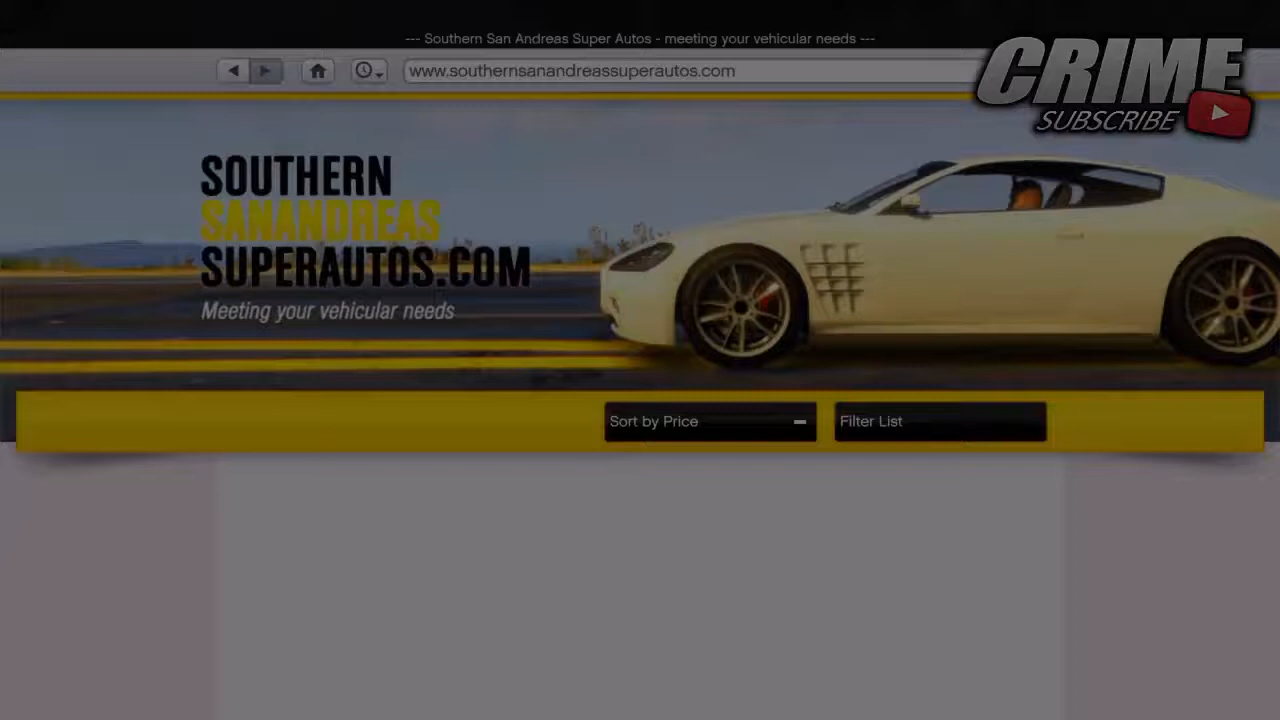 --- Southern San Andreas Super Autos - meeting your vehicular needs ---
www.southernsanandreassuperautos.com
CRIME
SUBSCRIBE
SOUTHERN
SANANDREAS
SUPERAUTOS.COM
Meeting your vehicular needs
Sort by Price
Filter List